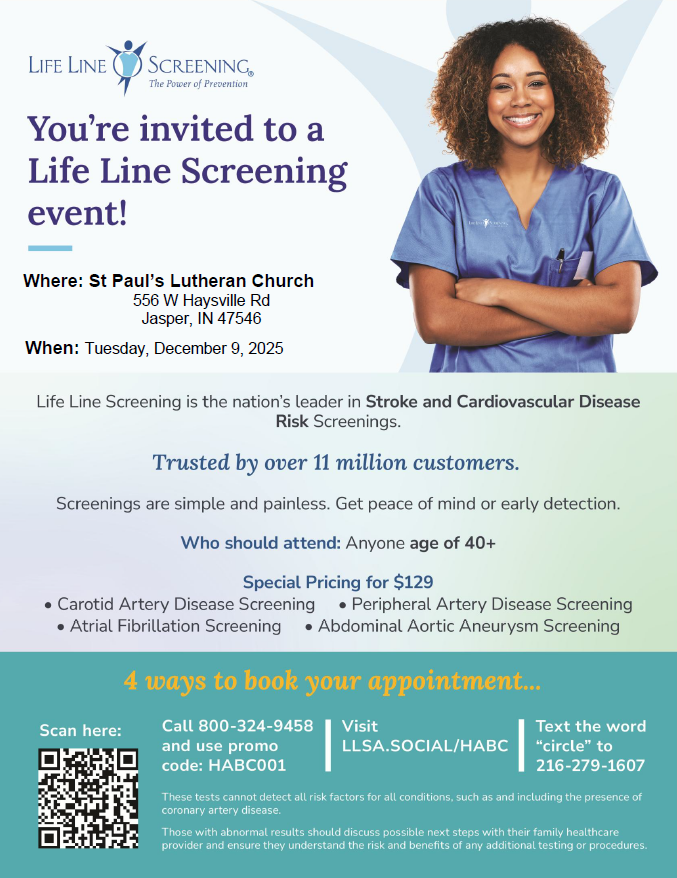 LIFE LINE SCREENING®
The Power of Prevention
You're invited to a
Life Line Screening
event!
Where: St Paul's Lutheran Church
556 W Haysville Rd
Jasper, IN 47546
When: Tuesday, December 9, 2025
Life Line Screening is the nation's leader in Stroke and Cardiovascular Disease
Risk Screenings.
Trusted by over 11 million customers.
Screenings are simple and painless. Get peace of mind or early detection.
Who should attend: Anyone age of 40+
Special Pricing for $129
• Carotid Artery Disease Screening • Peripheral Artery Disease Screening
• Atrial Fibrillation Screening • Abdominal Aortic Aneurysm Screening
4 ways to book your appointment...
Scan here:
Call 800-324-9458
and use promo
code: HABC001
Visit
LLSA.SOCIAL/HABC
Text the word
“circle” to
216-279-1607
These tests cannot detect all risk factors for all conditions, such as and including the presence of
coronary artery disease.
Those with abnormal results should discuss possible next steps with their family healthcare
provider and ensure they understand the risk and benefits of any additional testing or procedures.